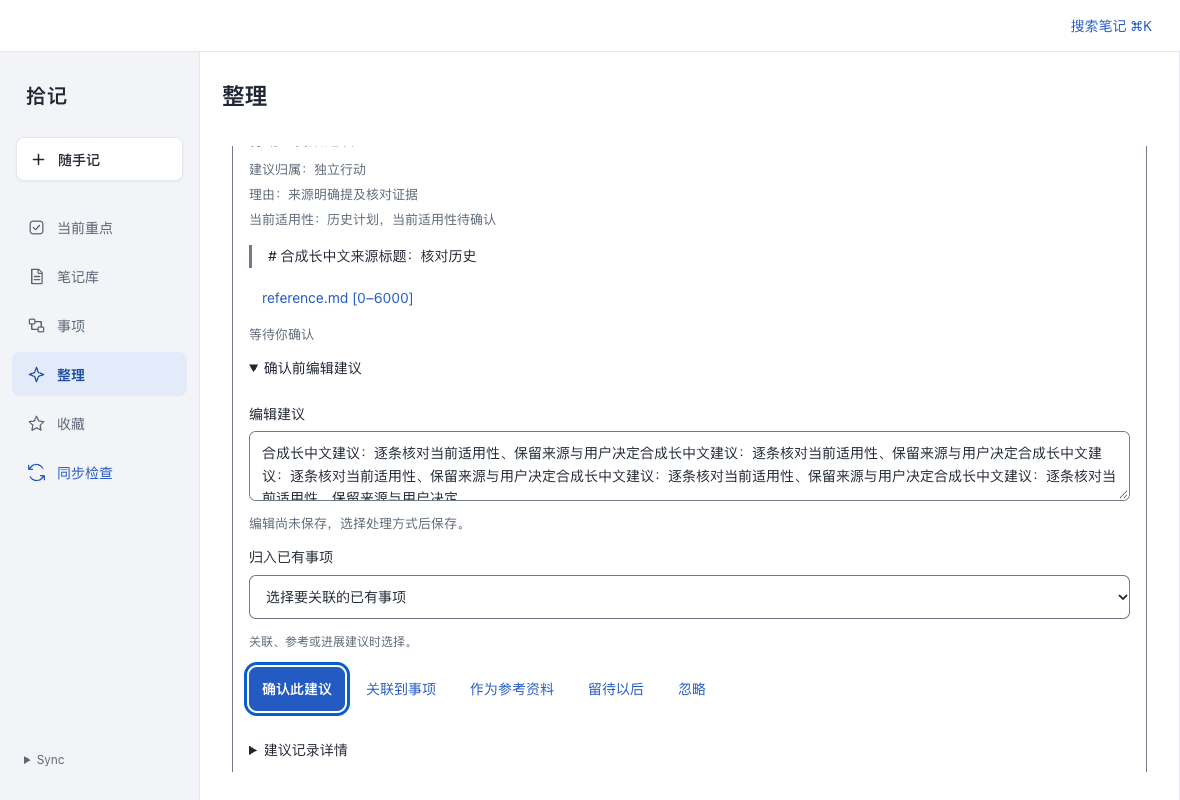 搜索笔记 ⌘K
拾记
整理
+ 随手记
当前重点
笔记库
事项
整理
收藏
同步检查
Sync
建议归属：独立行动
理由：来源明确提及核对证据
当前适用性：历史计划，当前适用性待确认
# 合成长中文来源标题：核对历史
reference.md [0–6000]
等待你确认
▼ 确认前编辑建议
编辑建议
合成长中文建议：逐条核对当前适用性、保留来源与用户决定合成长中文建议：逐条核对当前适用性、保留来源与用户决定合成长中文建
议：逐条核对当前适用性、保留来源与用户决定合成长中文建议：逐条核对当前适用性、保留来源与用户决定合成长中文建议：逐条核对当
前适用性、保留来源与用户决定
编辑尚未保存，选择处理方式后保存。
归入已有事项
选择要关联的已有事项
关联、参考或进展建议时选择。
确认此建议 关联到事项 作为参考资料 留待以后 忽略
▶ 建议记录详情